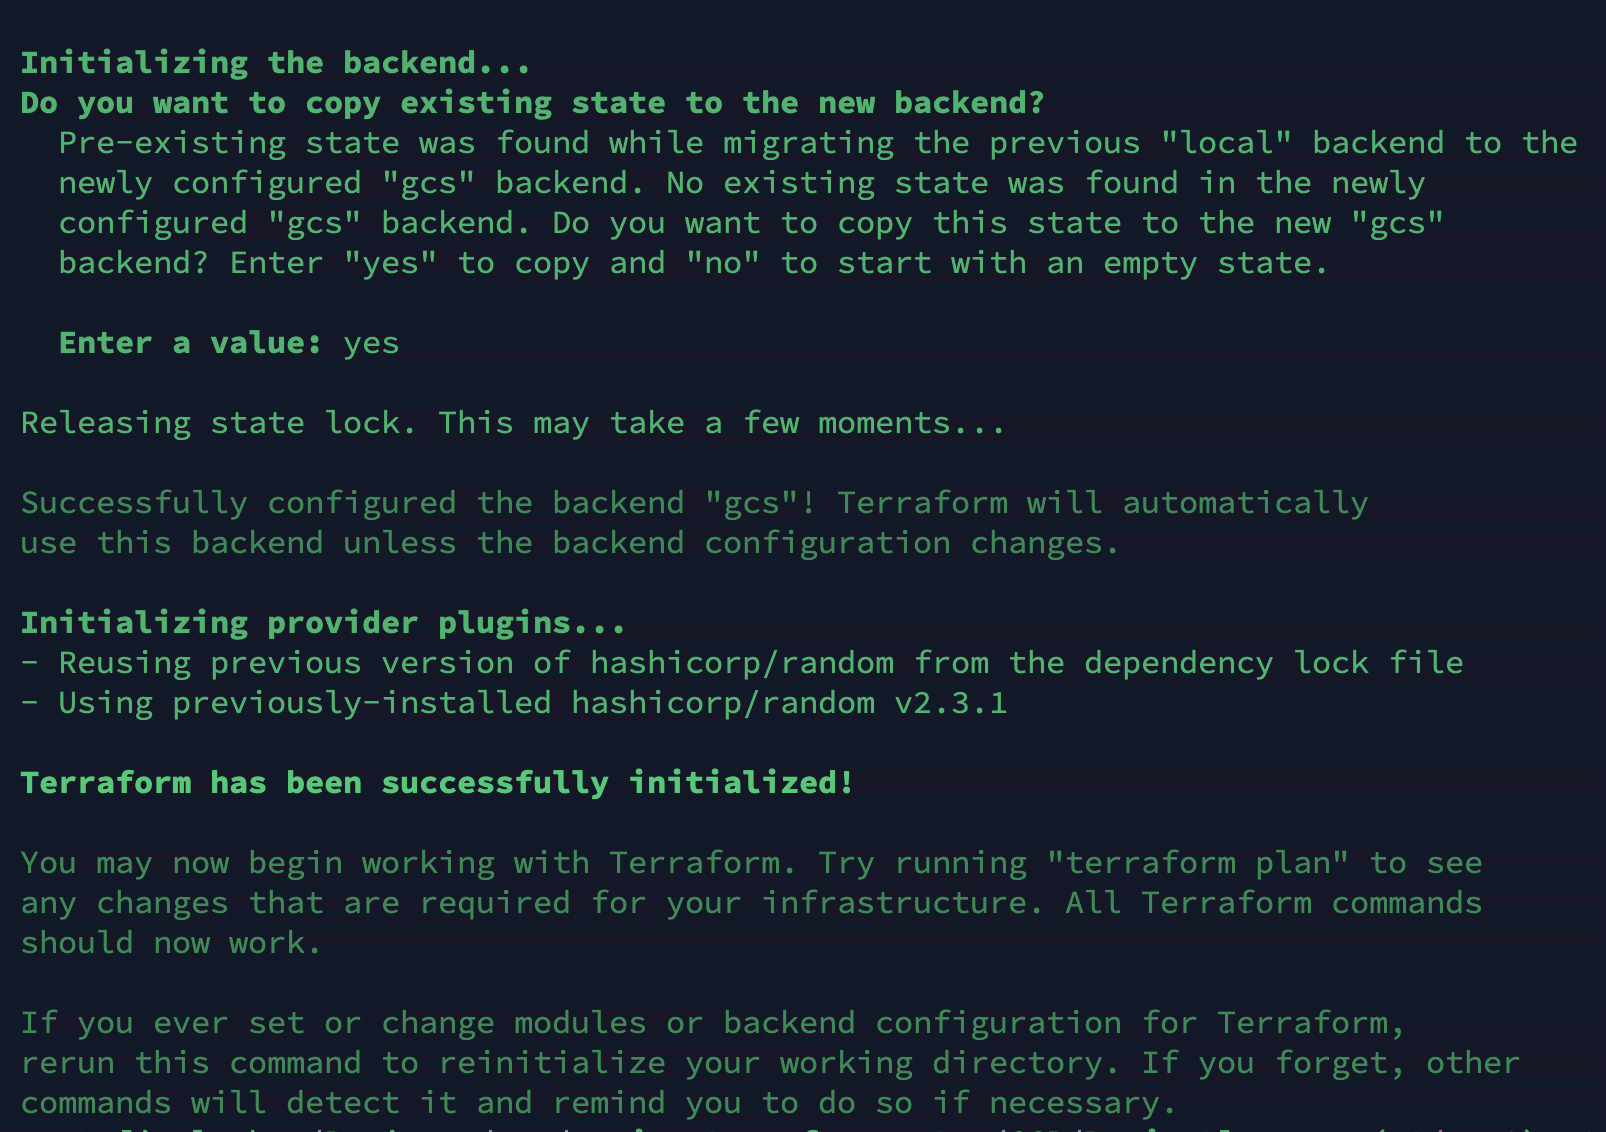 Initializing the backend...
Do you want to copy existing state to the new backend?
Pre-existing state was found while migrating the previous "local" backend to the
newly configured "gcs" backend. No existing state was found in the newly
configured "gcs" backend. Do you want to copy this state to the new "gcs"
backend? Enter "yes" to copy and "no" to start with an empty state.
Enter a value: yes
Releasing state lock. This may take a few moments...
Successfully configured the backend "gcs"! Terraform will automatically
use this backend unless the backend configuration changes.
Initializing provider plugins...
- Reusing previous version of hashicorp/random from the dependency lock file
- Using previously-installed hashicorp/random v2.3.1
Terraform has been successfully initialized!
You may now begin working with Terraform. Try running "terraform plan" to see
any changes that are required for your infrastructure. All Terraform commands
should now work.
If you ever set or change modules or backend configuration for Terraform,
rerun this command to reinitialize your working directory. If you forget, other
commands will detect it and remind you to do so if necessary.